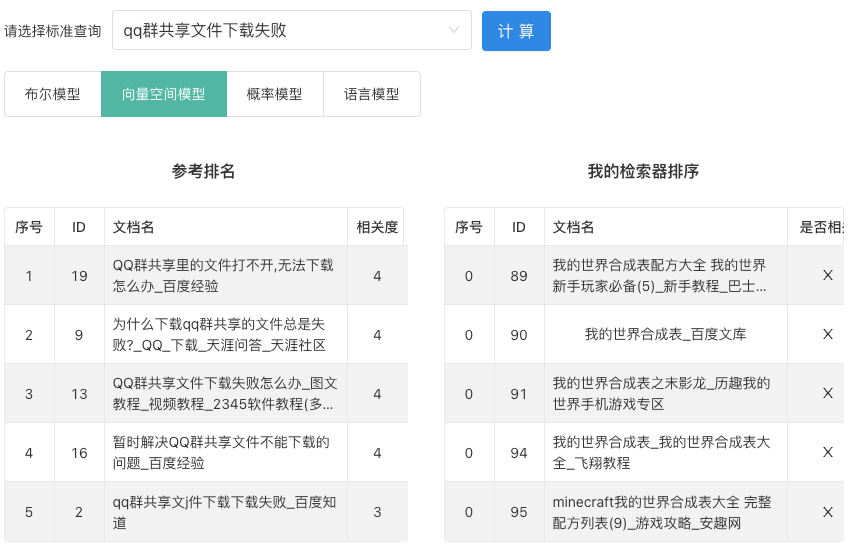 请选择标准查询 qq群共享文件下载失败 计 算
布尔模型 向量空间模型 概率模型 语言模型
参考排名
序号 ID 文档名 相关度
1 19 QQ群共享里的文件打不开,无法下载
怎么办_百度经验 4
2 9 为什么下载qq群共享的文件总是失
败?_QQ_下载_天涯问答_天涯社区 4
3 13 QQ群共享文件下载失败怎么办_图文
教程_视频教程_2345软件教程(多... 4
4 16 暂时解决QQ群共享文件不能下载的
问题_百度经验 4
5 2 qq群共享文j件下载下载失败_百度知
道 3
我的检索器排序
序号 ID 文档名 是否相
0 89 我的世界合成表配方大全 我的世界
新手玩家必备(5)_新手教程_巴士... X
0 90 我的世界合成表_百度文库 X
0 91 我的世界合成表之末影龙_历趣我的
世界手机游戏专区 X
0 94 我的世界合成表_我的世界合成表大
全_飞翔教程 X
0 95 minecraft我的世界合成表大全 完整
配方列表(9)_游戏攻略_安趣网 X